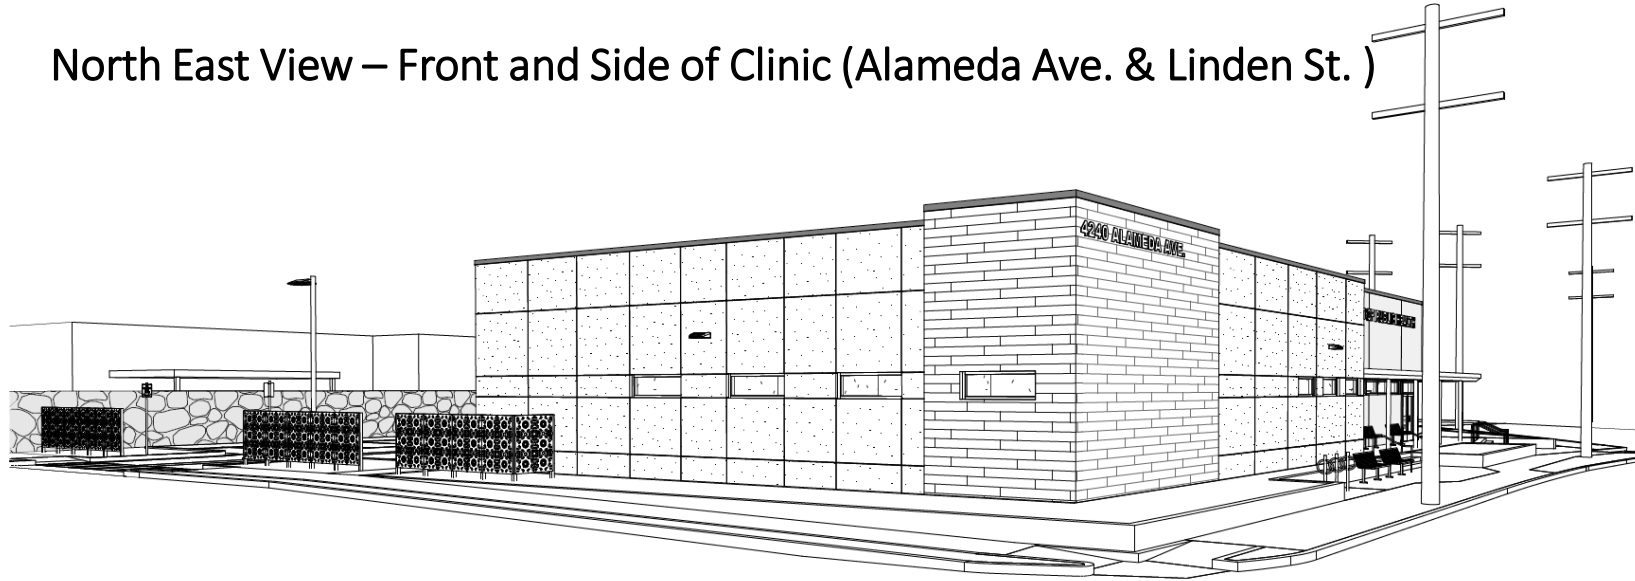 North East View – Front and Side of Clinic (Alameda Ave. & Linden St. )
4240 ALAMEDA AVE.